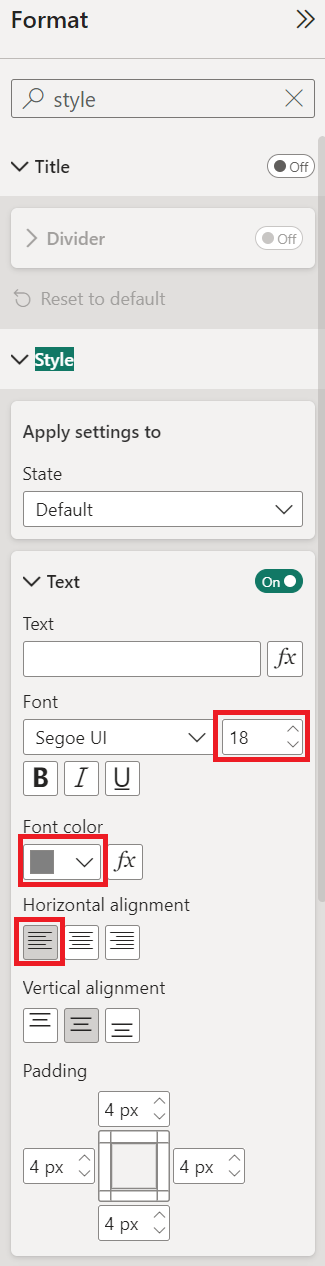 Format
style
Title Off
Divider Off
Reset to default
Style
Apply settings to
State
Default
Text On
Text
fx
Font
Segoe UI 18
B I U
Font color
fx
Horizontal alignment
Vertical alignment
Padding
4 px
4 px 4 px
4 px